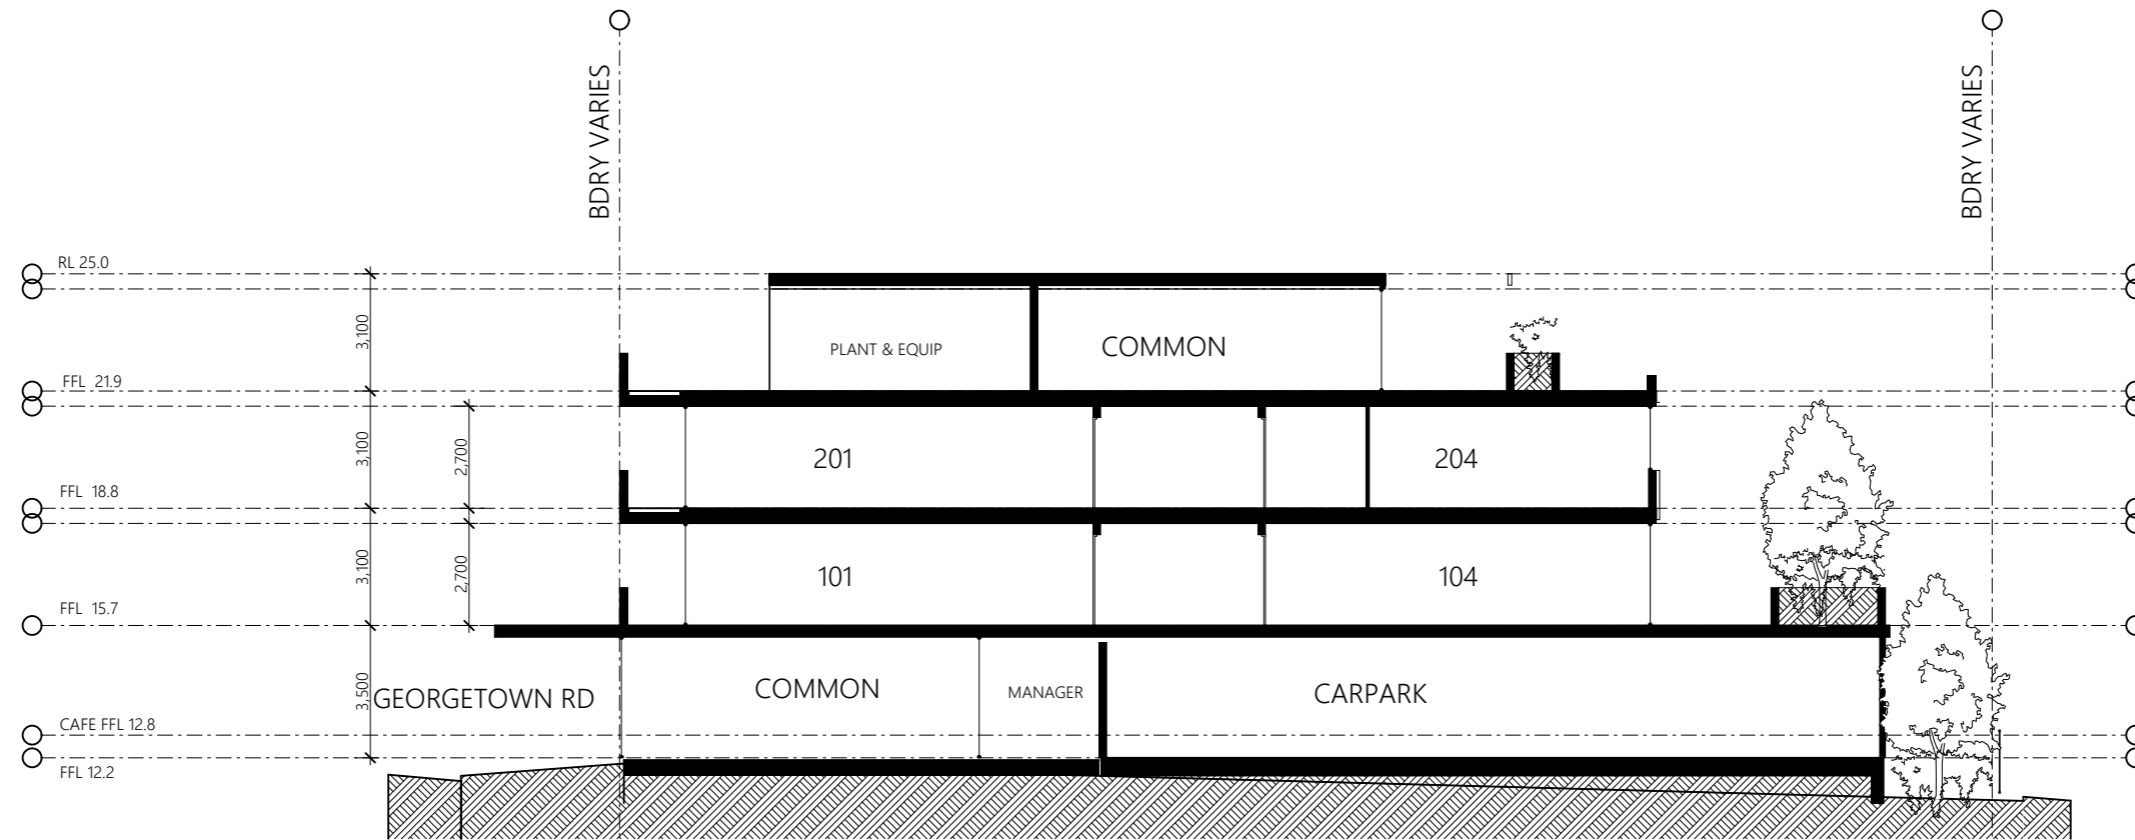 BDRY VARIES
BDRY VARIES
RL 25.0
3,100
PLANT & EQUIP
COMMON
FFL 21.9
3,100
2,700
201
204
FFL 18.8
3,100
2,700
101
104
FFL 15.7
3,500
GEORGETOWN RD
COMMON
MANAGER
CARPARK
CAFE FFL 12.8
FFL 12.2